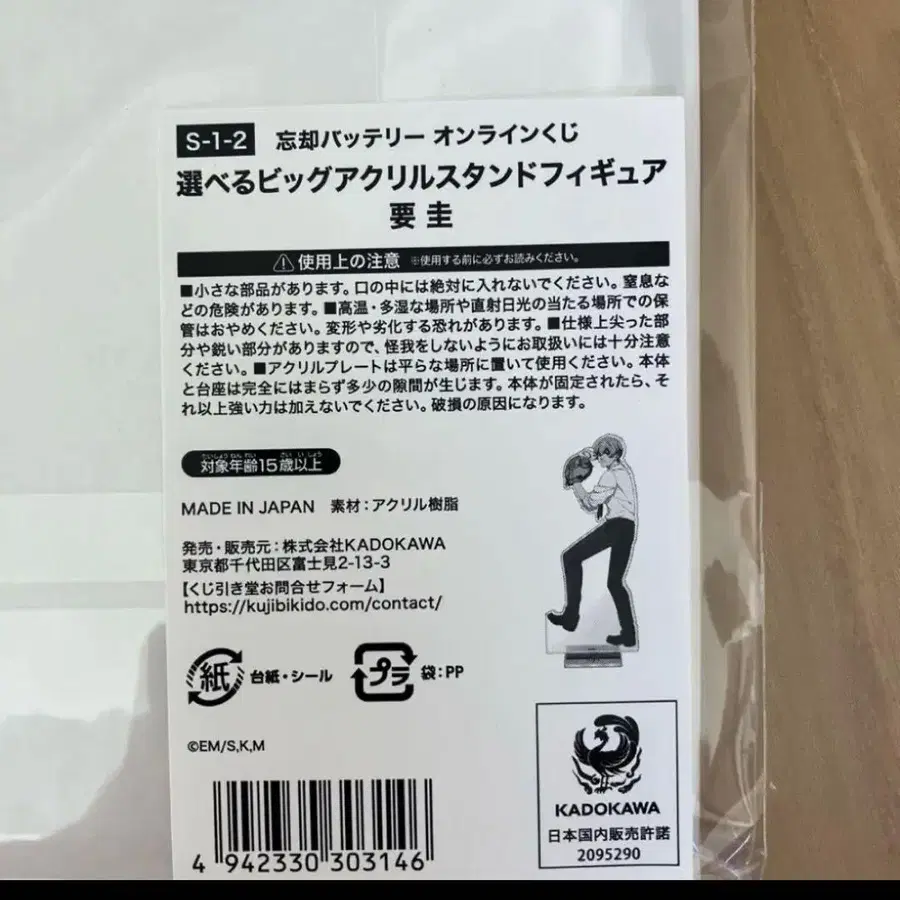 S-1-2 忘却バッテリー オンラインくじ
選べるビッグアクリルスタンドフィギュア
要 圭
使用上の注意 ※使用する前に必ずお読みください。
■小さな部品があります。口の中には絶対に入れないでください。窒息な
どの危険があります。■高温・多湿な場所や直射日光の当たる場所での保
管はおやめください。変形や劣化する恐れがあります。■仕様上尖った部
分や鋭い部分がありますので、怪我をしないようにお取扱いには十分注意
ください。■アクリルプレートは平らな場所に置いて使用ください。本体
と台座は完全にはまらず多少の隙間が生じます。本体が固定されたら、そ
れ以上強い力は加えないでください。破損の原因になります。
たいしょうねんれい さい い じょう
対象年齢15歳以上
MADE IN JAPAN 素材：アクリル樹脂
発売・販売元：株式会社KADOKAWA
東京都千代田区富士見2-13-3
【くじ引き堂お問合せフォーム】
https://kujibikido.com/contact/
紙 台紙・シール プラ 袋：PP
©EM/S,K,M
4 942330 303146
KADOKAWA
日本国内販売許諾
2095290